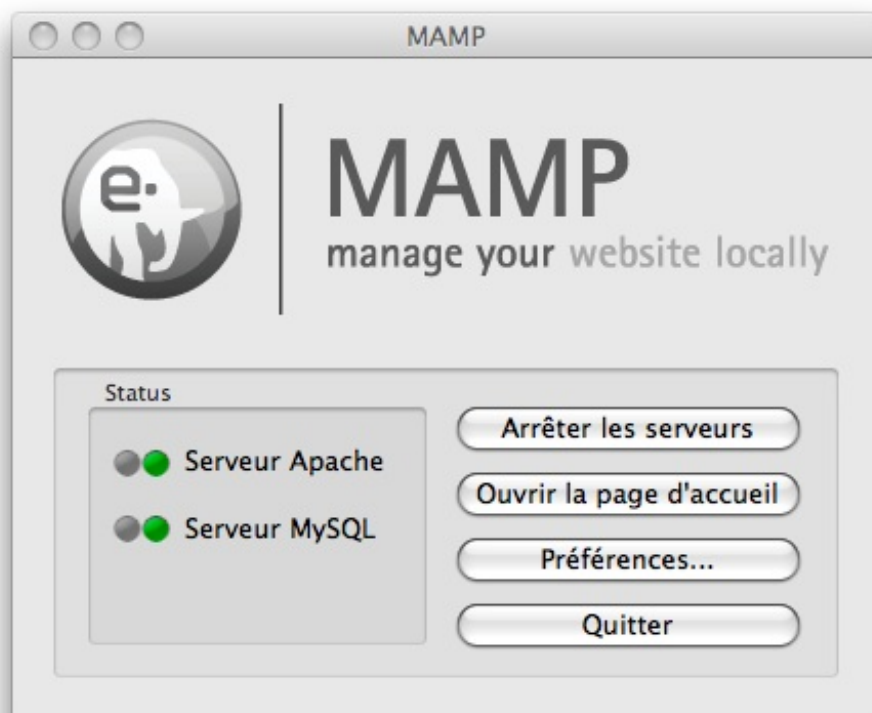 MAMP
e.
MAMP
manage your website locally
Status
Serveur Apache
Serveur MySQL
Arrêter les serveurs
Ouvrir la page d'accueil
Préférences...
Quitter